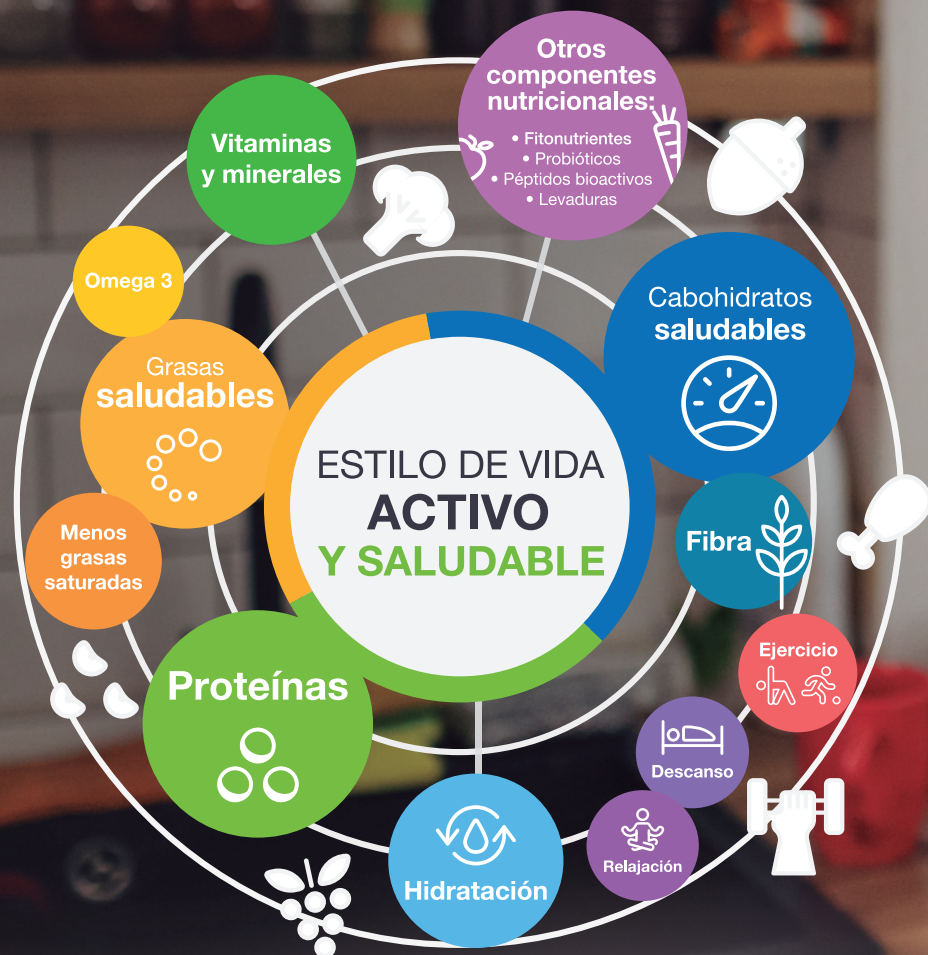 Otros
componentes
nutricionales:
• Fitonutrientes
• Probióticos
• Péptidos bioactivos
• Levaduras
Vitaminas
y minerales
Omega 3
Grasas
saludables
Menos
grasas
saturadas
Cabohidratos
saludables
ESTILO DE VIDA
ACTIVO
Y SALUDABLE
Fibra
Proteínas
Ejercicio
Descanso
Relajación
Hidratación